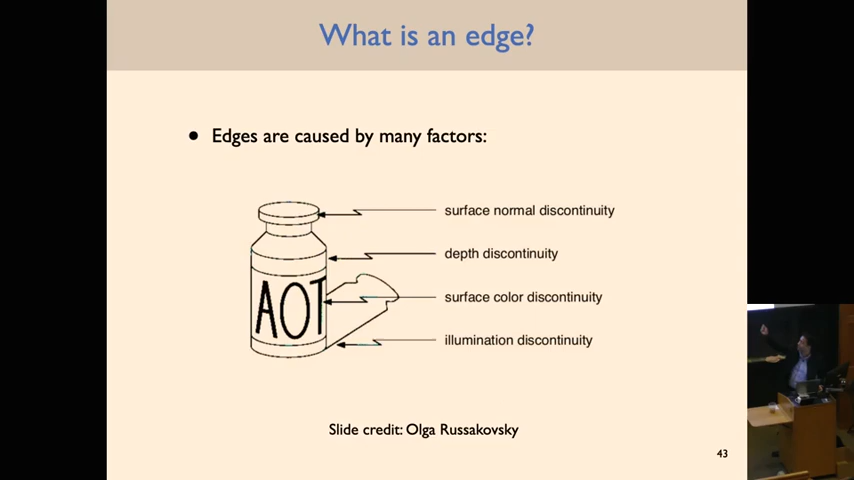 What is an edge?
● Edges are caused by many factors:
surface normal discontinuity
depth discontinuity
AOT
surface color discontinuity
illumination discontinuity
Slide credit: Olga Russakovsky
43